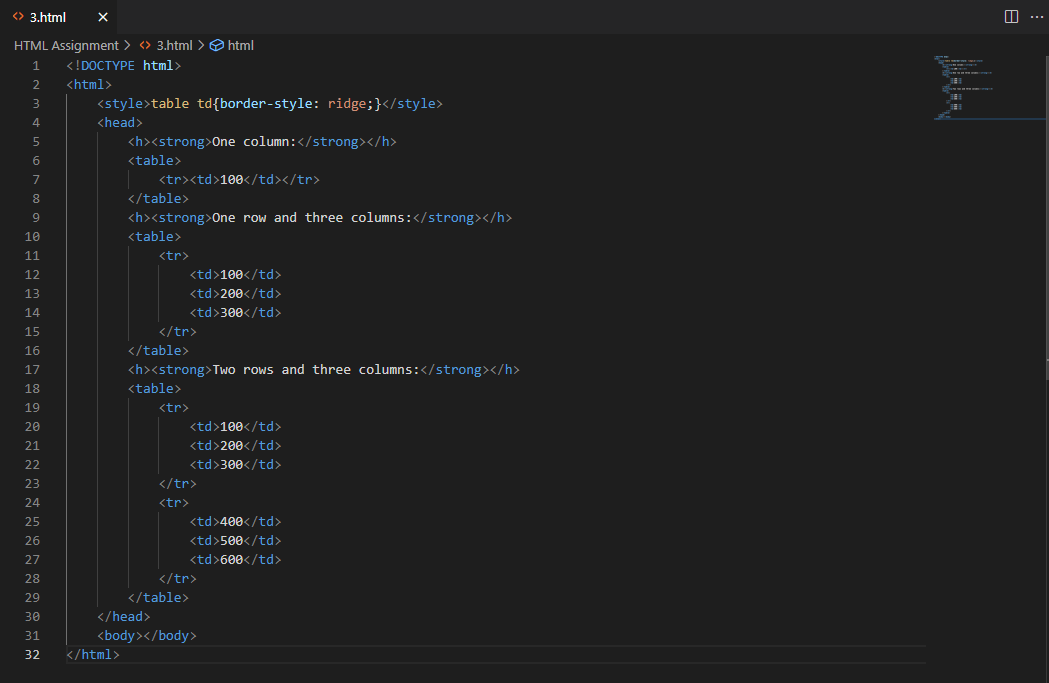 3.html
HTML Assignment > 3.html > html
1 <!DOCTYPE html>
2 <html>
3     <style>table td{border-style: ridge;}</style>
4     <head>
5         <h><strong>One column:</strong></h>
6         <table>
7             <tr><td>100</td></tr>
8         </table>
9         <h><strong>One row and three columns:</strong></h>
10         <table>
11             <tr>
12                 <td>100</td>
13                 <td>200</td>
14                 <td>300</td>
15             </tr>
16         </table>
17         <h><strong>Two rows and three columns:</strong></h>
18         <table>
19             <tr>
20                 <td>100</td>
21                 <td>200</td>
22                 <td>300</td>
23             </tr>
24             <tr>
25                 <td>400</td>
26                 <td>500</td>
27                 <td>600</td>
28             </tr>
29         </table>
30     </head>
31     <body></body>
32 </html>